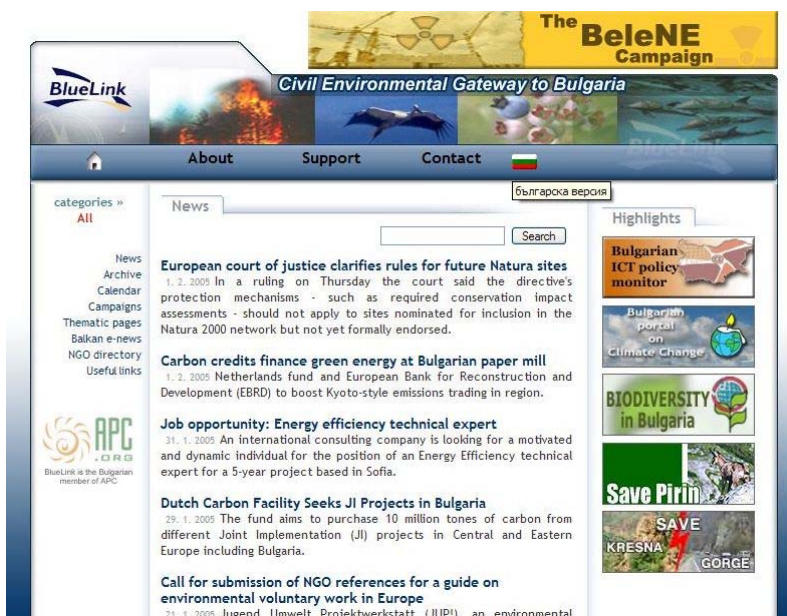 The
BeleNE
Campaign
BlueLink
Civil Environmental Gateway to Bulgaria
BlueLink
About
Support
Contact
българска версия
categories »
All
News
Archive
Calendar
Campaigns
Thematic pages
Balkan e-news
NGO directory
Useful links
APC
.ORG
BlueLink is the Bulgarian
member of APC
News
Search
European court of justice clarifies rules for future Natura sites
1. 2. 2005 In a ruling on Thursday the court said the directive's
protection mechanisms - such as required conservation impact
assessments - should not apply to sites nominated for inclusion in the
Natura 2000 network but not yet formally endorsed.
Carbon credits finance green energy at Bulgarian paper mill
1. 2. 2005 Netherlands fund and European Bank for Reconstruction and
Development (EBRD) to boost Kyoto-style emissions trading in region.
Job opportunity: Energy efficiency technical expert
31. 1. 2005 An international consulting company is looking for a motivated
and dynamic individual for the position of an Energy Efficiency technical
expert for a 5-year project based in Sofia.
Dutch Carbon Facility Seeks JI Projects in Bulgaria
29. 1. 2005 The fund aims to purchase 10 million tones of carbon from
different Joint Implementation (JI) projects in Central and Eastern
Europe including Bulgaria.
Call for submission of NGO references for a guide on
environmental voluntary work in Europe
21. 1. 2005 Jugend Umwelt Projektwerkstatt (JUP!), an environmental
Highlights
Bulgarian
ICT policy
monitor
Bulgarian
portal
on
Climate Change
BIODIVERSITY
in Bulgaria
Save Pirin
SAVE
KRESNA
GORGE